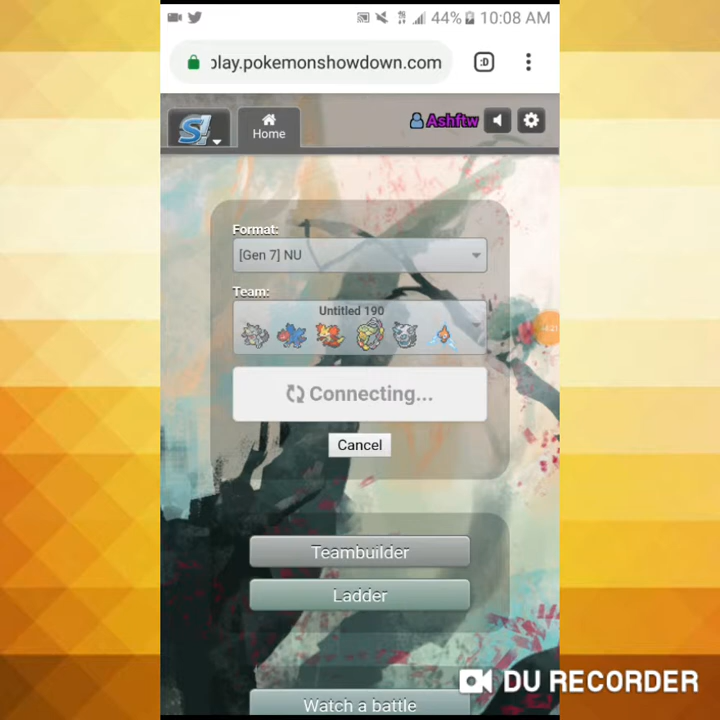 44% 10:08 AM
play.pokemonshowdown.com
:D
S!
Home
Ashftw
Format:
[Gen 7] NU
Team:
Untitled 190
Connecting...
Cancel
Teambuilder
Ladder
Watch a battle
DU RECORDER